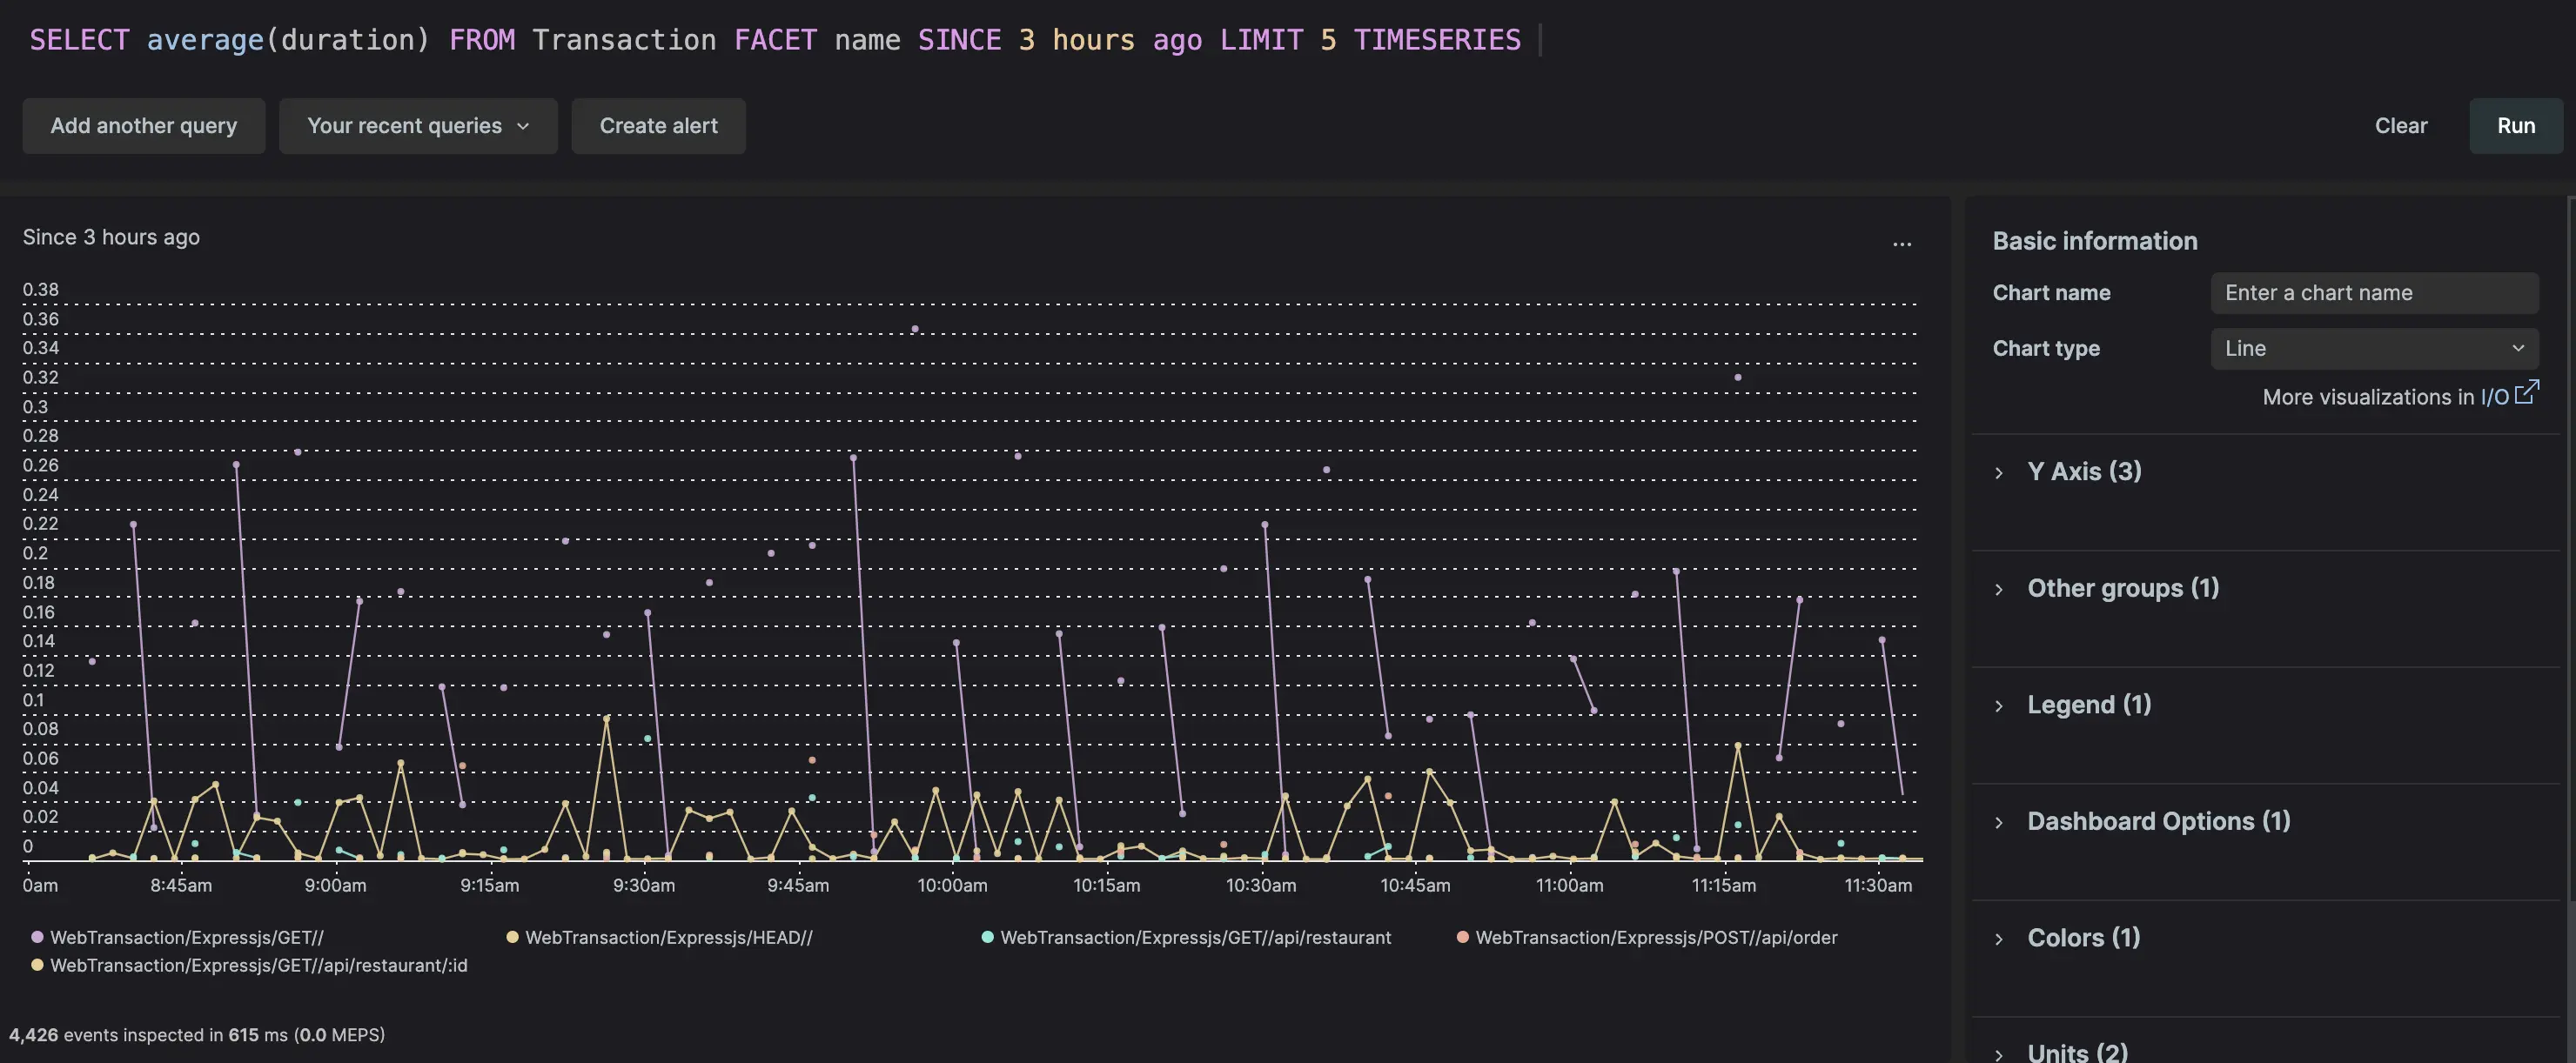 SELECT average(duration) FROM Transaction FACET name SINCE 3 hours ago LIMIT 5 TIMESERIES
Add another query
Your recent queries
Create alert
Clear
Run
Since 3 hours ago
0.38
0.36
0.34
0.32
0.3
0.28
0.26
0.24
0.22
0.2
0.18
0.16
0.14
0.12
0.1
0.08
0.06
0.04
0.02
0
0am 8:45am 9:00am 9:15am 9:30am 9:45am 10:00am 10:15am 10:30am 10:45am 11:00am 11:15am 11:30am
WebTransaction/Expressjs/GET// WebTransaction/Expressjs/HEAD// WebTransaction/Expressjs/GET//api/restaurant WebTransaction/Expressjs/POST//api/order
WebTransaction/Expressjs/GET//api/restaurant/:id
4,426 events inspected in 615 ms (0.0 MEPS)
Basic information
Chart name Enter a chart name
Chart type Line
More visualizations in I/O
Y Axis (3)
Other groups (1)
Legend (1)
Dashboard Options (1)
Colors (1)
Units (2)